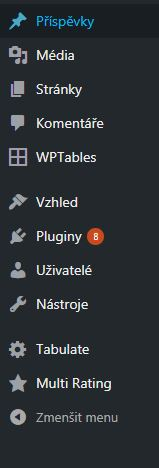 Příspěvky
Média
Stránky
Komentáře
WPTables
Vzhled
Pluginy 8
Uživatelé
Nástroje
Tabulate
Multi Rating
Zmenšit menu